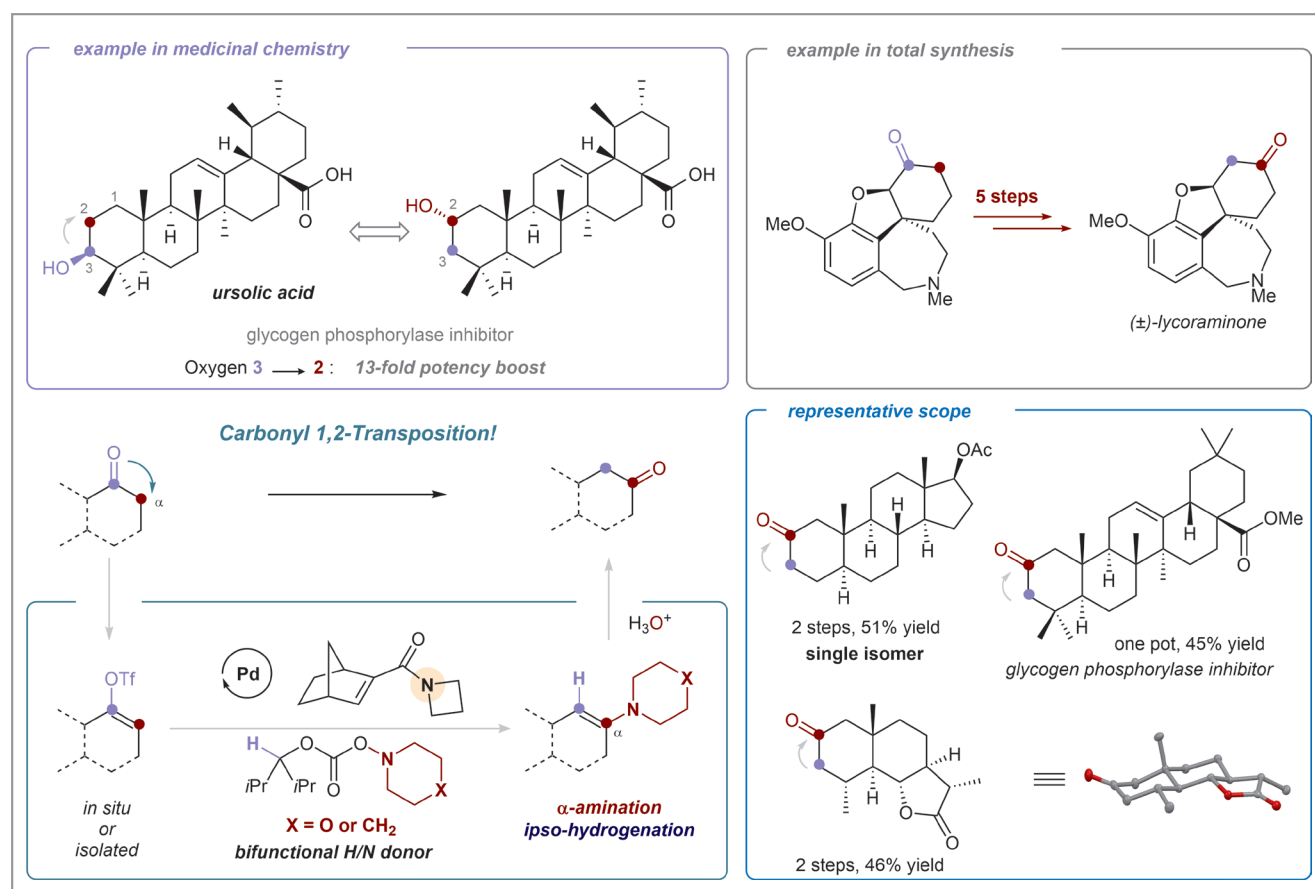 example in medicinal chemistry
H
OH
O
1
2
3
HO
H
H
ursolic acid
H
OH
O
HO
2
3
H
H
glycogen phosphorylase inhibitor
Oxygen 3 → 2 : 13-fold potency boost
example in total synthesis
O
O
MeO
N
Me
5 steps
O
O
MeO
N
Me
(±)-lycoraminone
Carbonyl 1,2-Transposition!
O
α
O
H3O+
OTf
in situ
or
isolated
Pd
O
N
H
O
O
O
N
X
iPr
iPr
X = O or CH2
bifunctional H/N donor
H
N
X
α
α-amination
ipso-hydrogenation
representative scope
OAc
O
H
H
H
H
2 steps, 51% yield
single isomer
O
H
H
H
OMe
O
one pot, 45% yield
glycogen phosphorylase inhibitor
O
H
H
O
O
2 steps, 46% yield